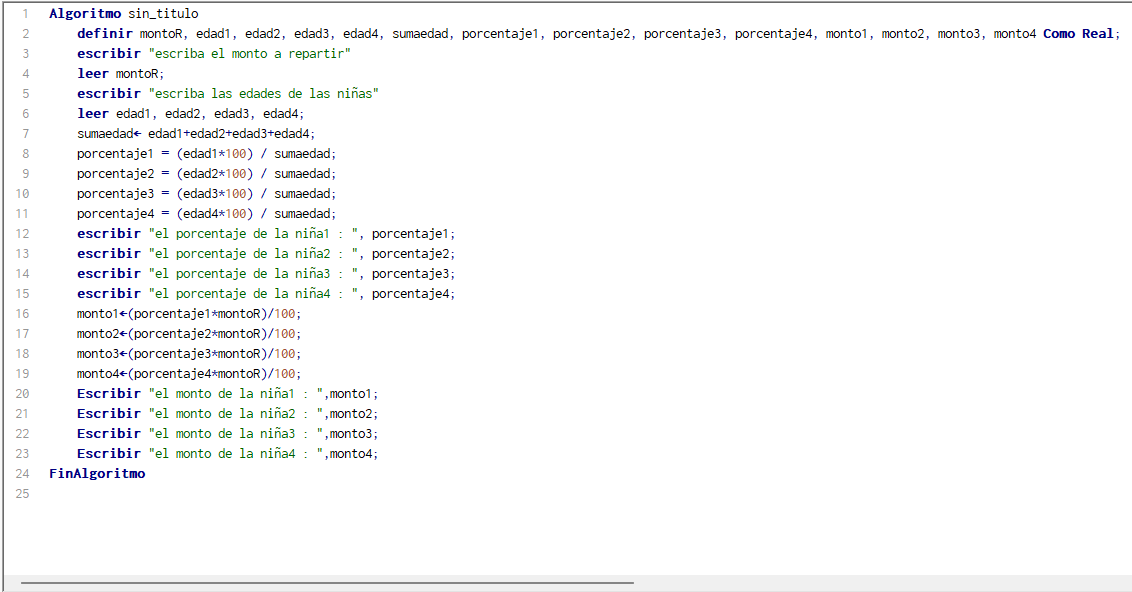 1 Algoritmo sin_titulo
2 definir montoR, edad1, edad2, edad3, edad4, sumaedad, porcentaje1, porcentaje2, porcentaje3, porcentaje4, monto1, monto2, monto3, monto4 Como Real;
3 escribir "escriba el monto a repartir"
4 leer montoR;
5 escribir "escriba las edades de las niñas"
6 leer edad1, edad2, edad3, edad4;
7 sumaedad← edad1+edad2+edad3+edad4;
8 porcentaje1 = (edad1*100) / sumaedad;
9 porcentaje2 = (edad2*100) / sumaedad;
10 porcentaje3 = (edad3*100) / sumaedad;
11 porcentaje4 = (edad4*100) / sumaedad;
12 escribir "el porcentaje de la niña1 : ", porcentaje1;
13 escribir "el porcentaje de la niña2 : ", porcentaje2;
14 escribir "el porcentaje de la niña3 : ", porcentaje3;
15 escribir "el porcentaje de la niña4 : ", porcentaje4;
16 monto1←(porcentaje1*montoR)/100;
17 monto2←(porcentaje2*montoR)/100;
18 monto3←(porcentaje3*montoR)/100;
19 monto4←(porcentaje4*montoR)/100;
20 Escribir "el monto de la niña1 : ",monto1;
21 Escribir "el monto de la niña2 : ",monto2;
22 Escribir "el monto de la niña3 : ",monto3;
23 Escribir "el monto de la niña4 : ",monto4;
24 FinAlgoritmo
25